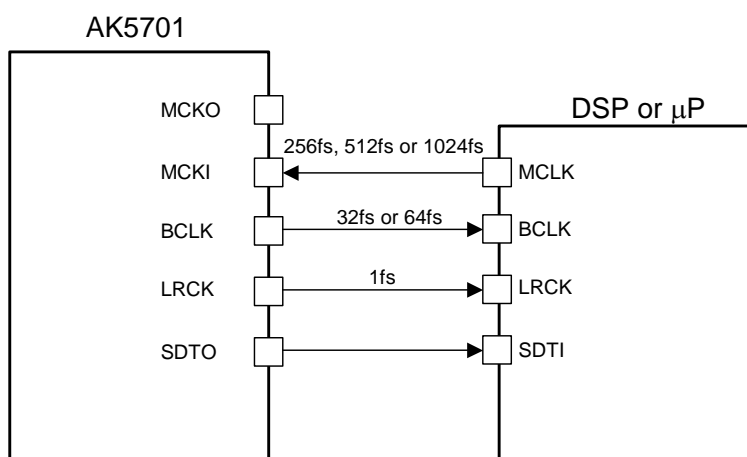 AK5701
DSP or μP
MCKO
256fs, 512fs or 1024fs
MCKI
MCLK
32fs or 64fs
BCLK
BCLK
1fs
LRCK
LRCK
SDTO
SDTI